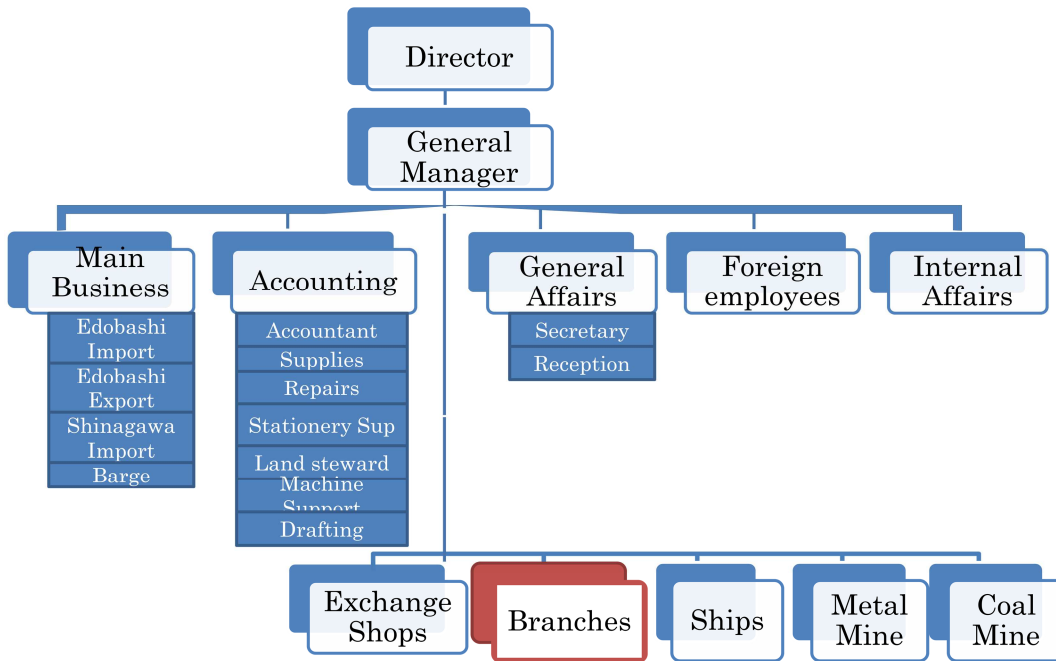 Director
General
Manager
Main
Business
Accounting
General
Affairs
Foreign
employees
Internal
Affairs
Edobashi
Import
Edobashi
Export
Shinagawa
Import
Barge
Accountant
Supplies
Repairs
Stationery Sup
Land steward
Machine
Support
Drafting
Secretary
Reception
Exchange
Shops
Branches
Ships
Metal
Mine
Coal
Mine